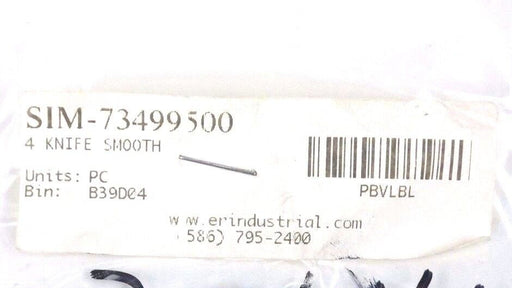 SIM-73499500
4 KNIFE SMOOTH
Units: PC
Bin: B39D04
PBVLBL
www.erindustrial.com
586) 795-2400